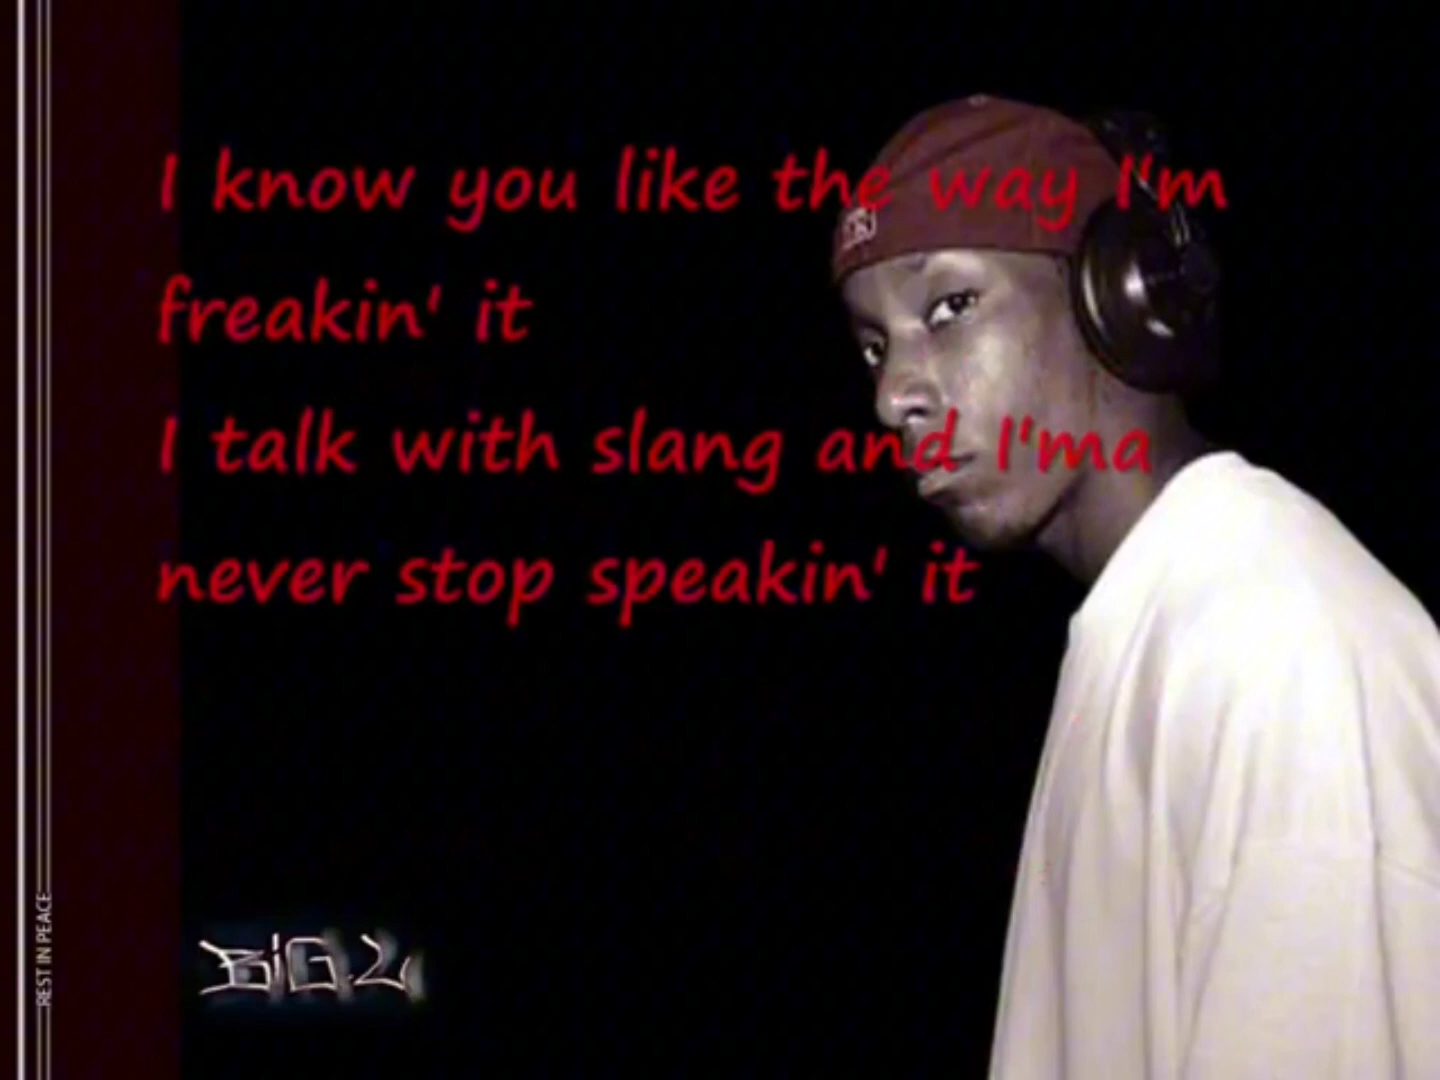 I know you like the way I'm
freakin' it
I talk with slang and I'ma
never stop speakin' it
REST IN PEACE
BIG L